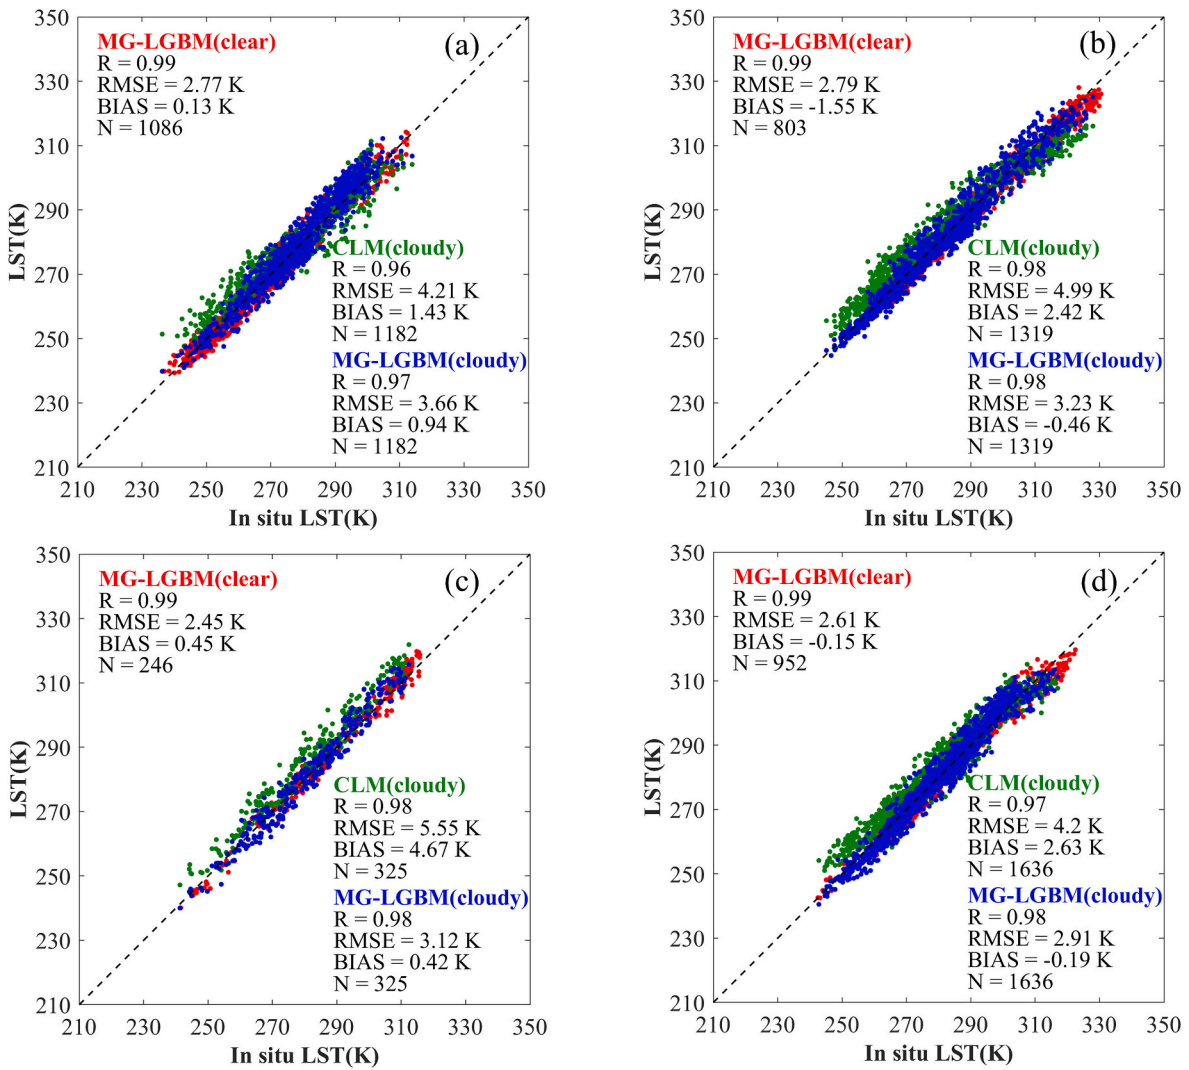 350
330
310
290
270
250
230
210
LST(K)
MG-LGBM(clear)
R = 0.99
RMSE = 2.77 K
BIAS = 0.13 K
N = 1086
(a)
CLM(cloudy)
R = 0.96
RMSE = 4.21 K
BIAS = 1.43 K
N = 1182
MG-LGBM(cloudy)
R = 0.97
RMSE = 3.66 K
BIAS = 0.94 K
N = 1182
210 230 250 270 290 310 330 350
In situ LST(K)
350
330
310
290
270
250
230
210
LST(K)
MG-LGBM(clear)
R = 0.99
RMSE = 2.79 K
BIAS = -1.55 K
N = 803
(b)
CLM(cloudy)
R = 0.98
RMSE = 4.99 K
BIAS = 2.42 K
N = 1319
MG-LGBM(cloudy)
R = 0.98
RMSE = 3.23 K
BIAS = -0.46 K
N = 1319
210 230 250 270 290 310 330 350
In situ LST(K)
350
330
310
290
270
250
230
210
LST(K)
MG-LGBM(clear)
R = 0.99
RMSE = 2.45 K
BIAS = 0.45 K
N = 246
(c)
CLM(cloudy)
R = 0.98
RMSE = 5.55 K
BIAS = 4.67 K
N = 325
MG-LGBM(cloudy)
R = 0.98
RMSE = 3.12 K
BIAS = 0.42 K
N = 325
210 230 250 270 290 310 330 350
In situ LST(K)
350
330
310
290
270
250
230
210
LST(K)
MG-LGBM(clear)
R = 0.99
RMSE = 2.61 K
BIAS = -0.15 K
N = 952
(d)
CLM(cloudy)
R = 0.97
RMSE = 4.2 K
BIAS = 2.63 K
N = 1636
MG-LGBM(cloudy)
R = 0.98
RMSE = 2.91 K
BIAS = -0.19 K
N = 1636
210 230 250 270 290 310 330 350
In situ LST(K)